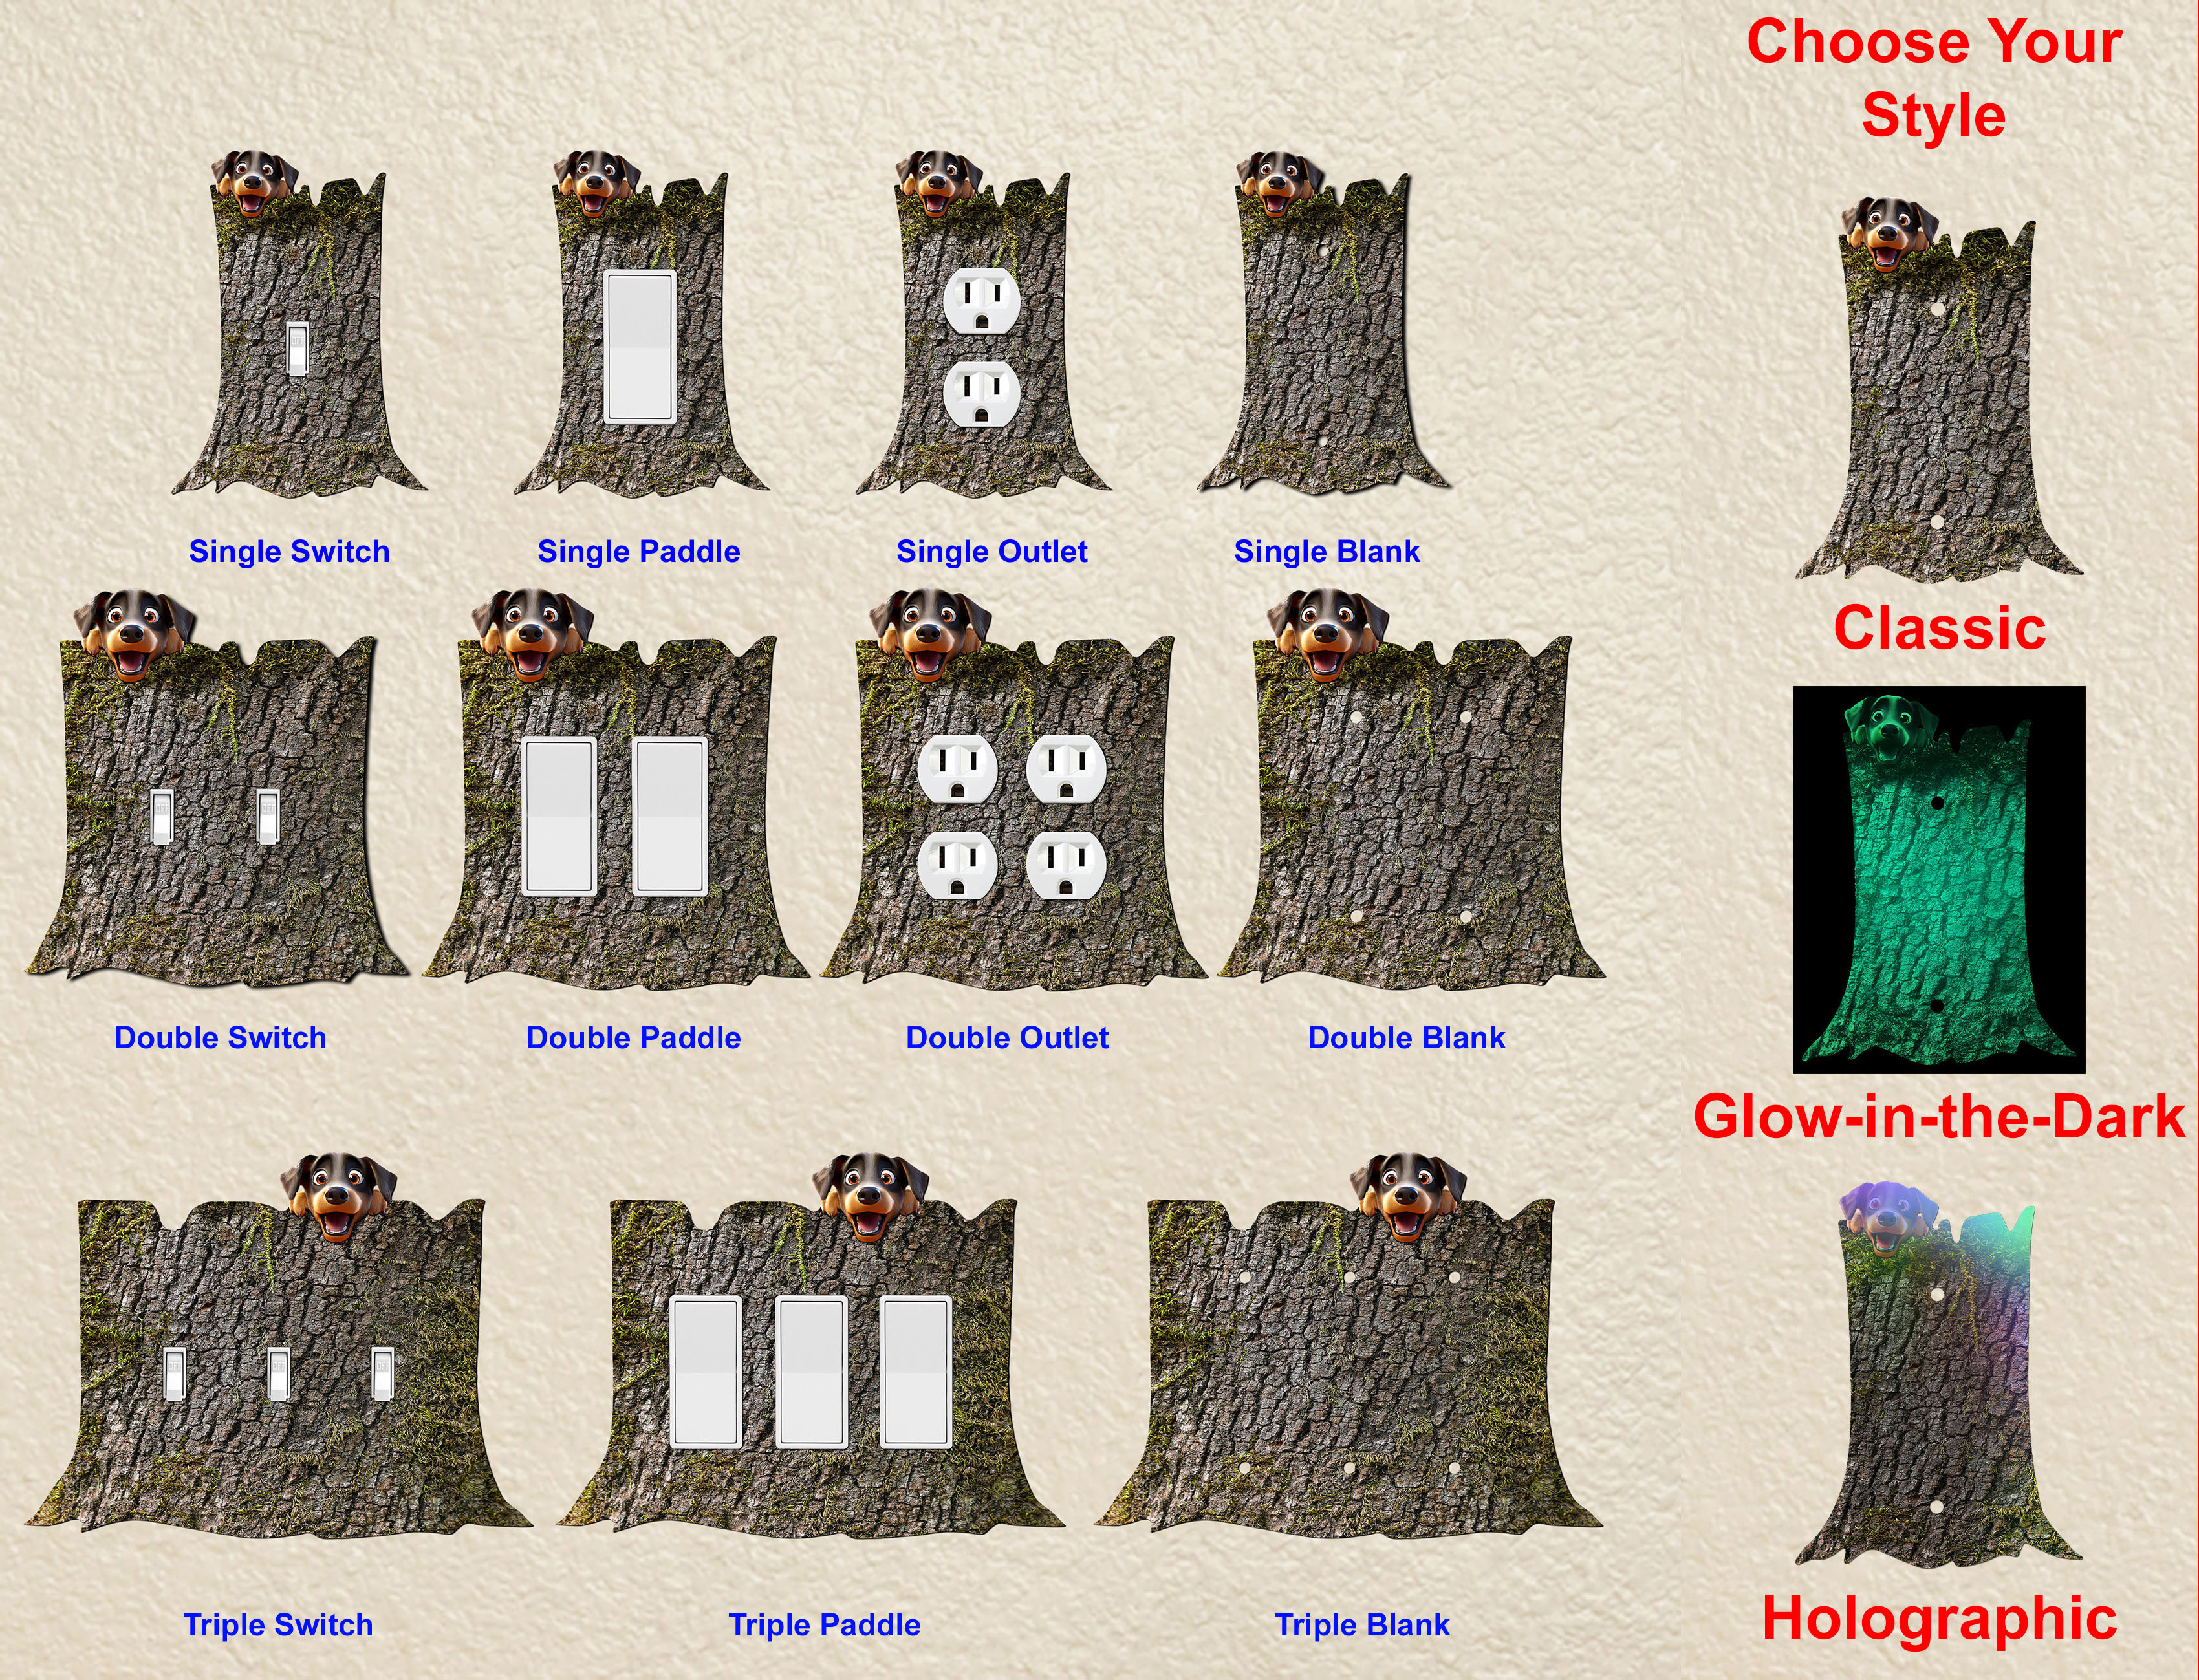 Choose Your
Style
Single Switch
Single Paddle
Single Outlet
Single Blank
Classic
Double Switch
Double Paddle
Double Outlet
Double Blank
Glow-in-the-Dark
Triple Switch
Triple Paddle
Triple Blank
Holographic